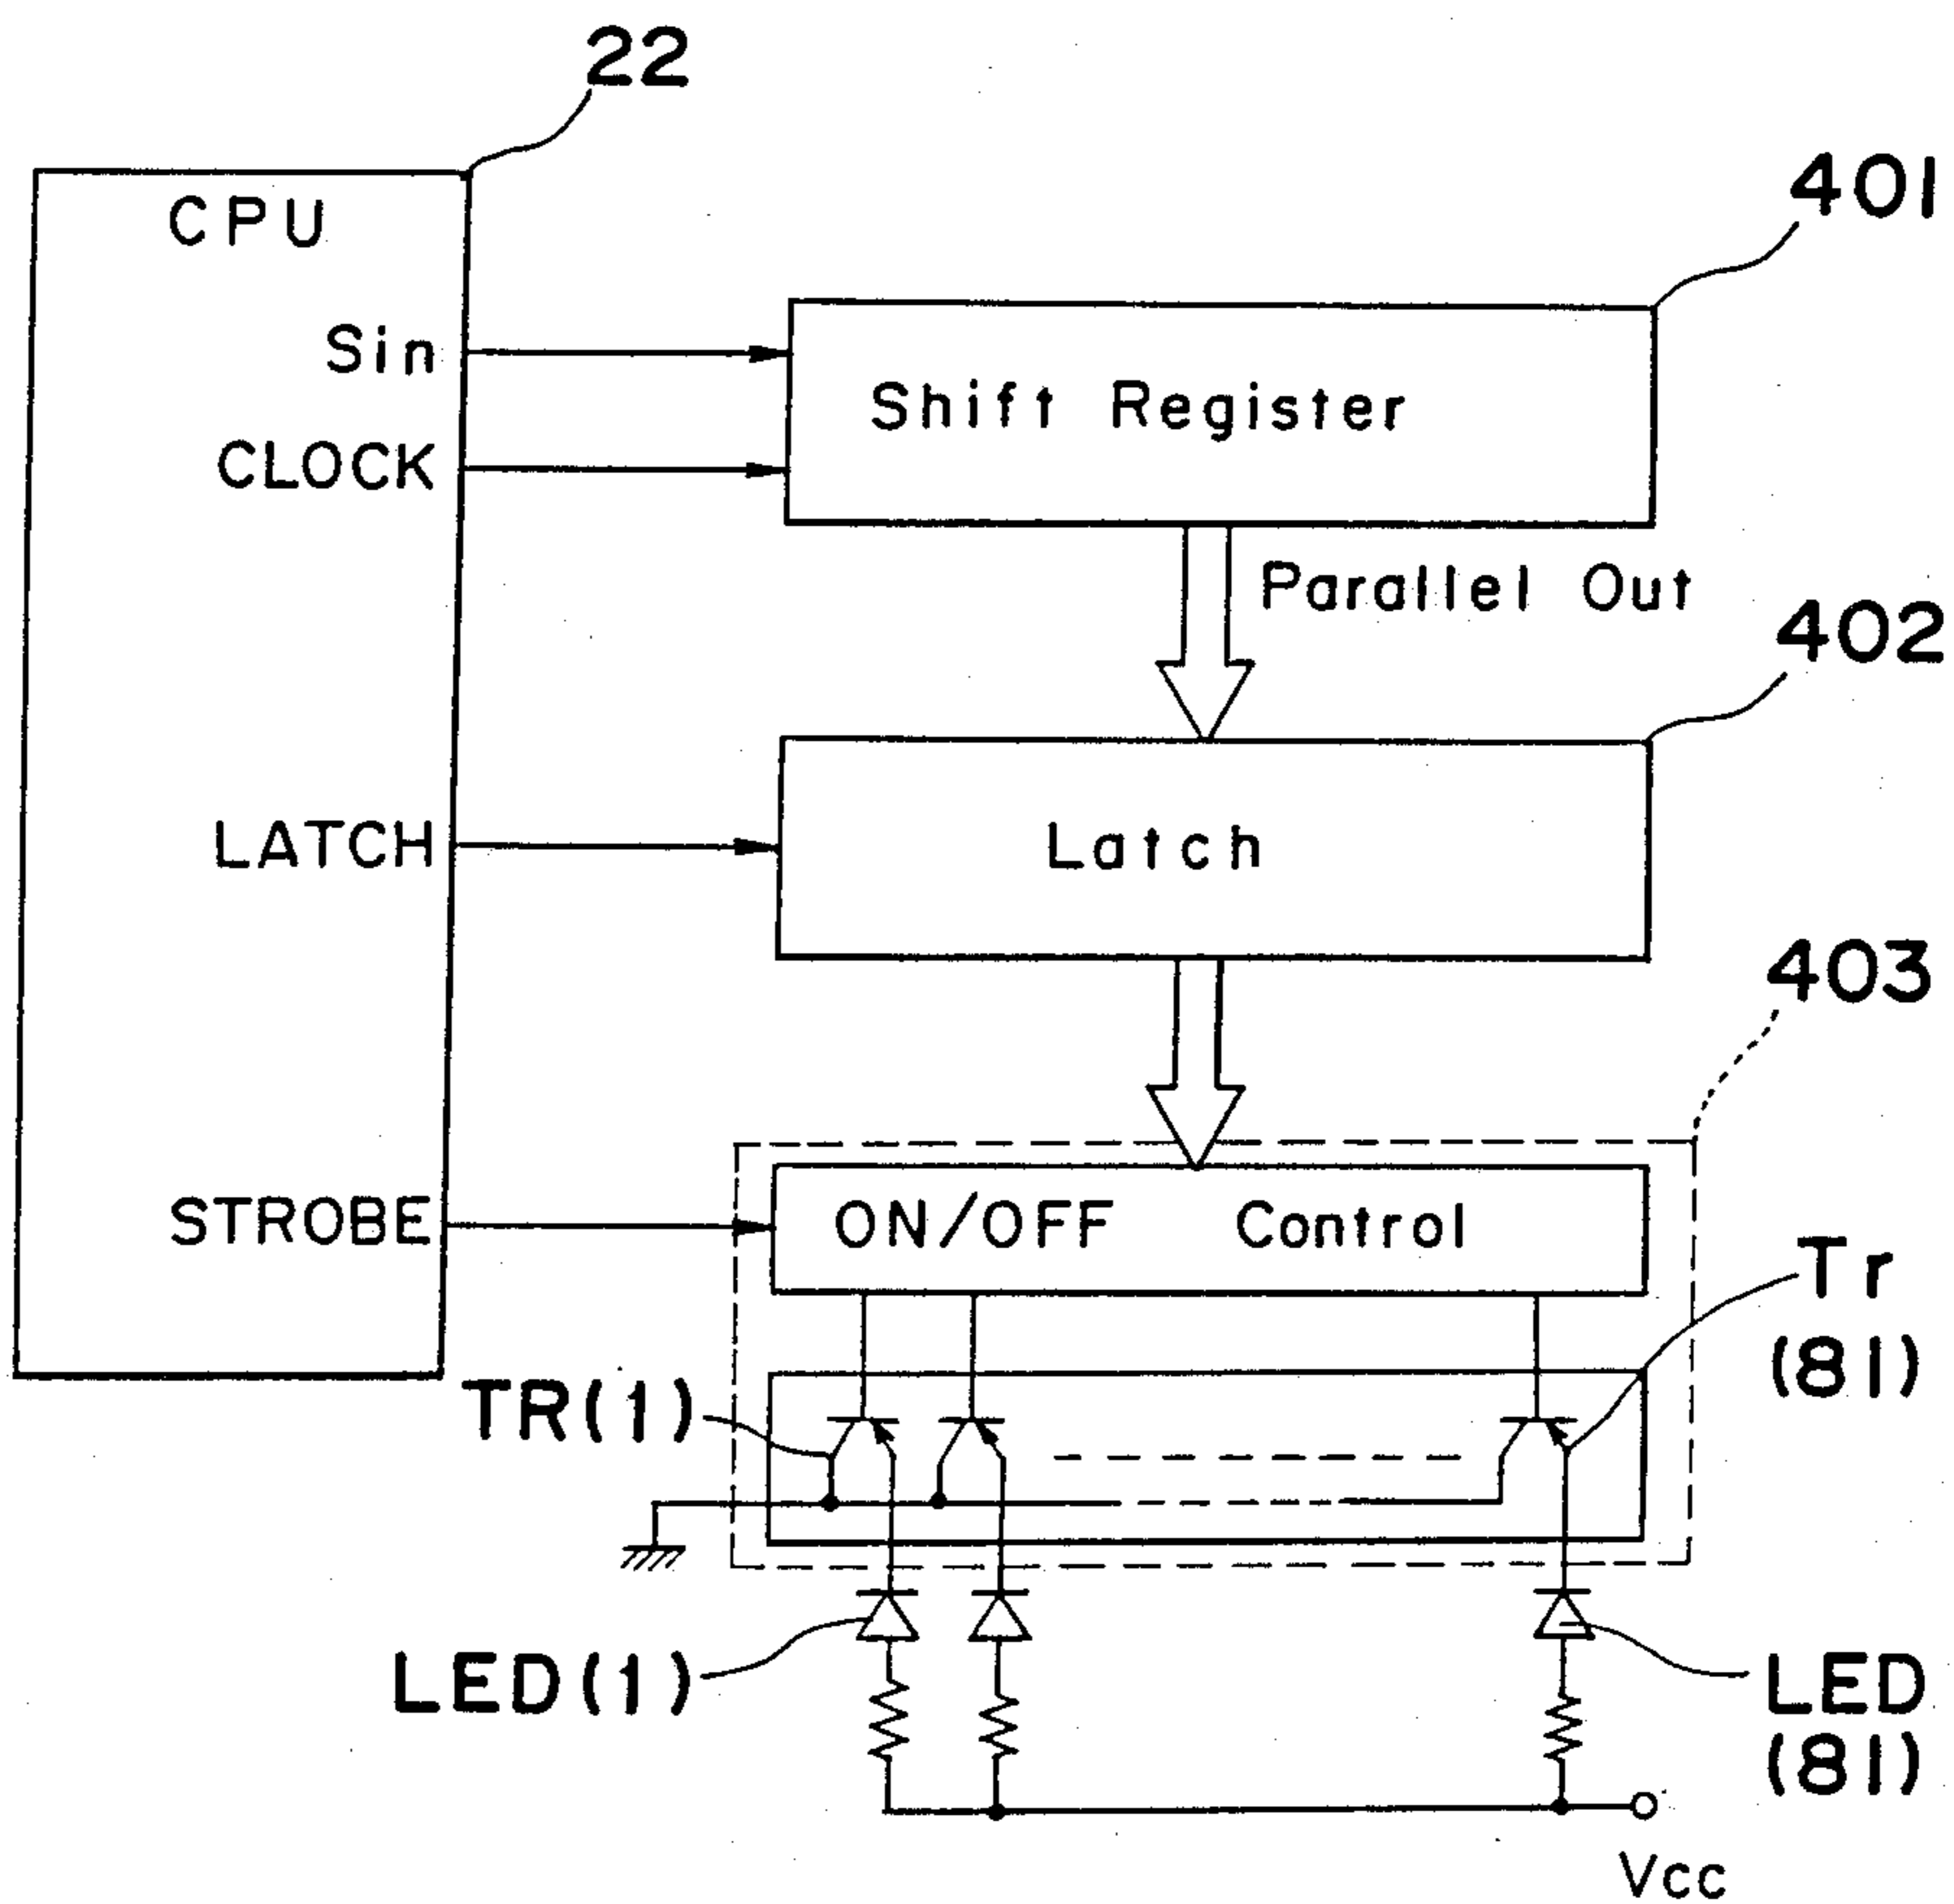 22
CPU
401
Sin
Shift Register
CLOCK
Parallel Out
402
LATCH
Latch
403
STROBE
ON/OFF Control
Tr
(81)
TR(1)
LED(1)
LED
(81)
Vcc